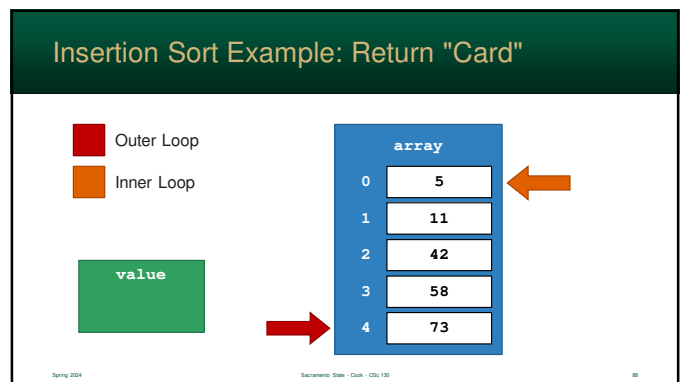 Insertion Sort Example: Return "Card"
Outer Loop
Inner Loop
value
array
0 5
1 11
2 42
3 58
4 73
Spring 2024
Sacramento State - Cook - CSc 130